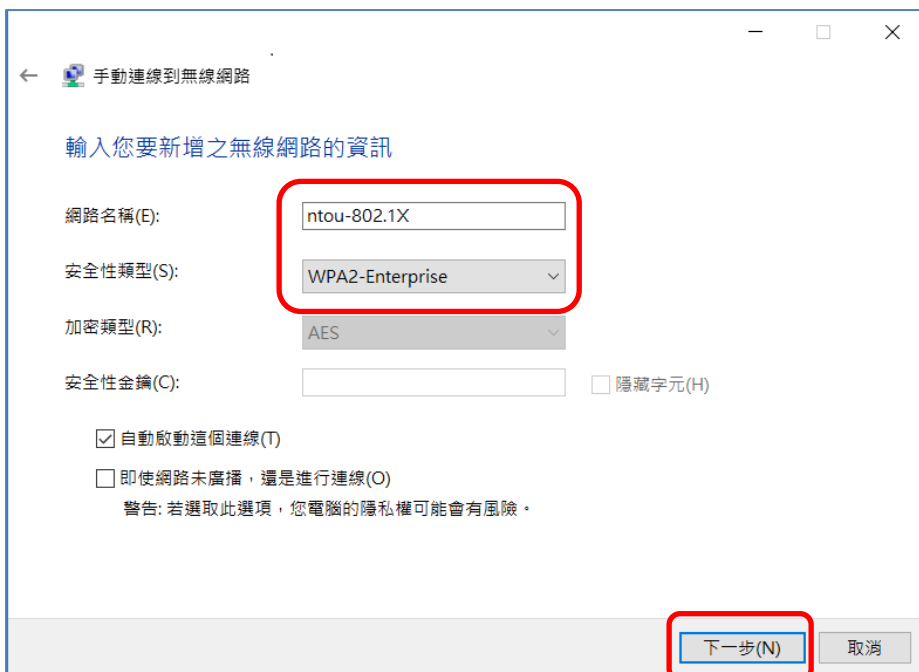 手動連線到無線網路
輸入您要新增之無線網路的資訊
網路名稱(E): ntou-802.1X
安全性類型(S): WPA2-Enterprise
加密類型(R): AES
安全性金鑰(C): 隱藏字元(H)
自動啟動這個連線(T)
即使網路未廣播，還是進行連線(O)
警告: 若選取此選項，您電腦的隱私權可能會有風險。
下一步(N) 取消